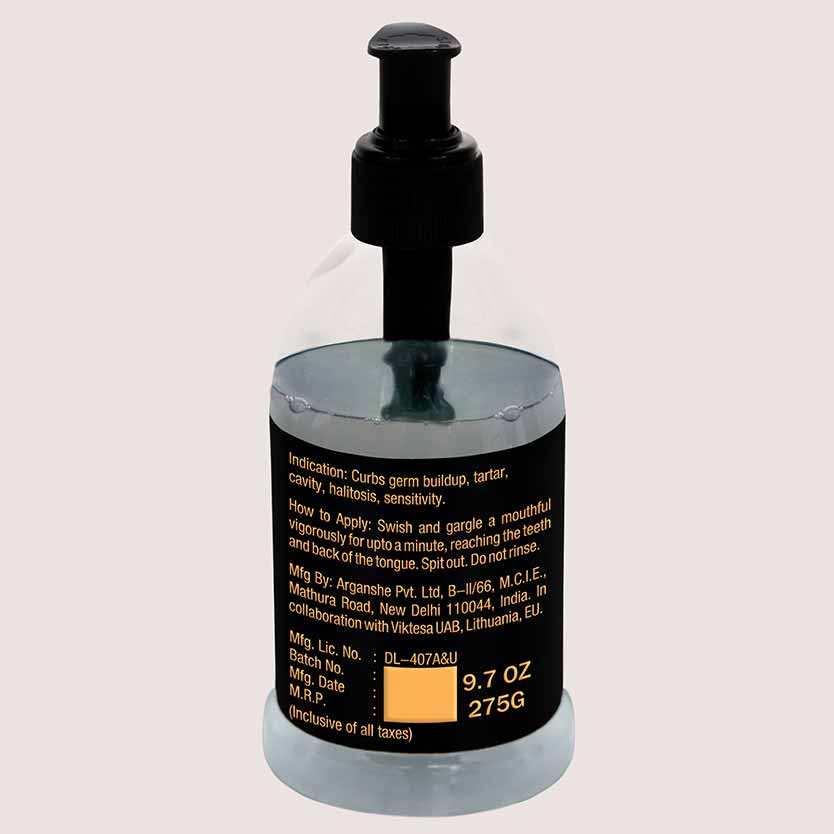 Indication: Curbs germ buildup, tartar,
cavity, halitosis, sensitivity.
How to Apply: Swish and gargle a mouthful
vigorously for upto a minute, reaching the teeth
and back of the tongue. Spit out. Do not rinse.
Mfg By: Arganshe Pvt. Ltd, B–II/66, M.C.I.E.,
Mathura Road, New Delhi 110044, India. In
collaboration with Viktesa UAB, Lithuania, EU.
Mfg. Lic. No. : DL–407A&U
Batch No. :
Mfg. Date :
M.R.P. :
(Inclusive of all taxes)
9.7 OZ
275G